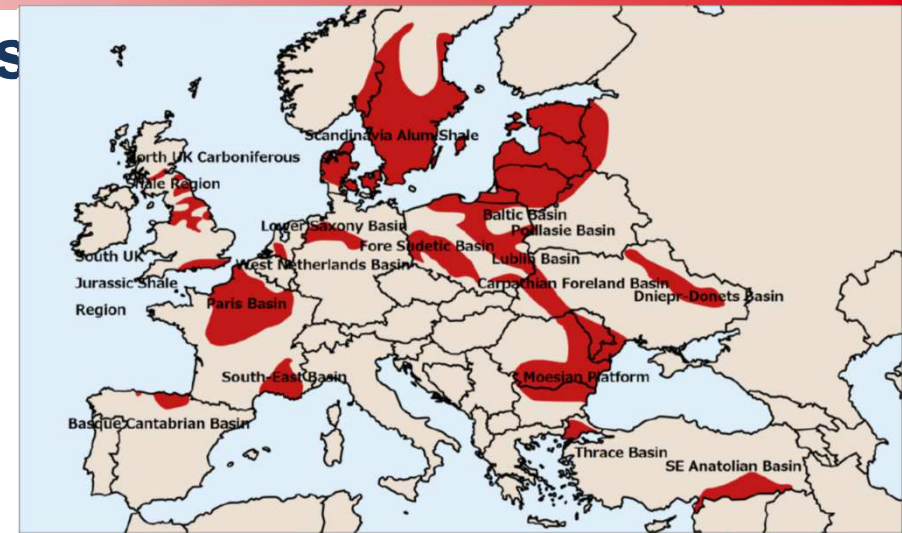 s
Scandinavia Alum Shale
North UK Carboniferous
Shale Region
Baltic Basin
Lower Saxony Basin
Podlasie Basin
Fore Sudetic Basin
South UK
Lublin Basin
West Netherlands Basin
Jurassic Shale
Carpathian Foreland Basin
Dniepr-Donets Basin
Paris Basin
Region
South-East Basin
Moesian Platform
Basque Cantabrian Basin
Thrace Basin
SE Anatolian Basin